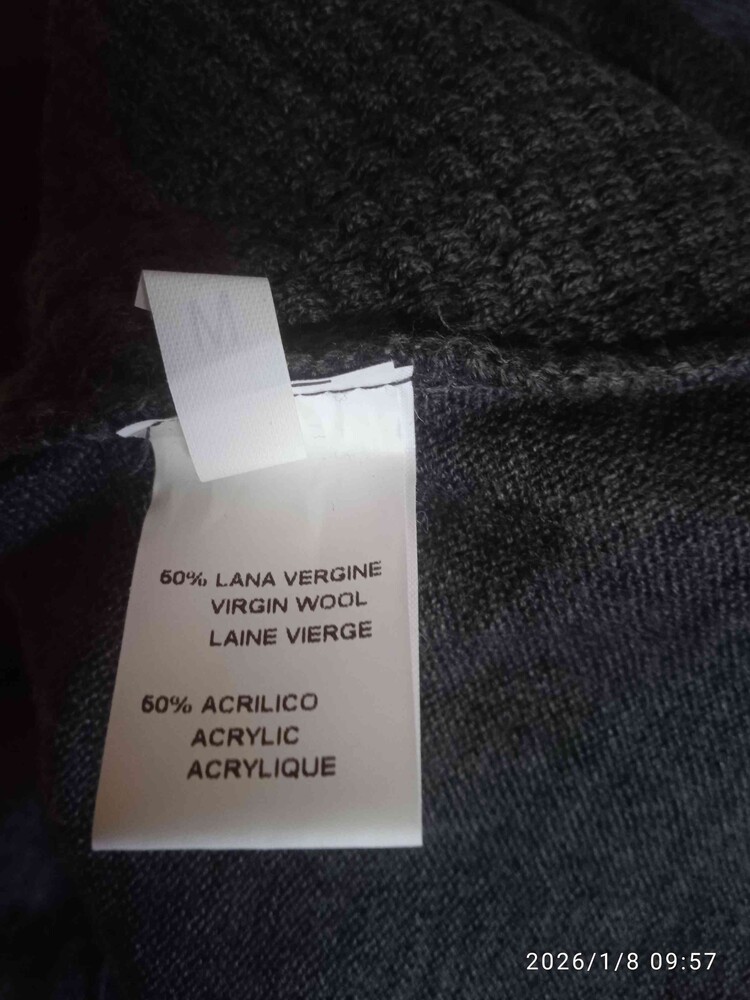 M
50% LANA VERGINE
VIRGIN WOOL
LAINE VIERGE
50% ACRILICO
ACRYLIC
ACRYLIQUE
2026/1/8 09:57